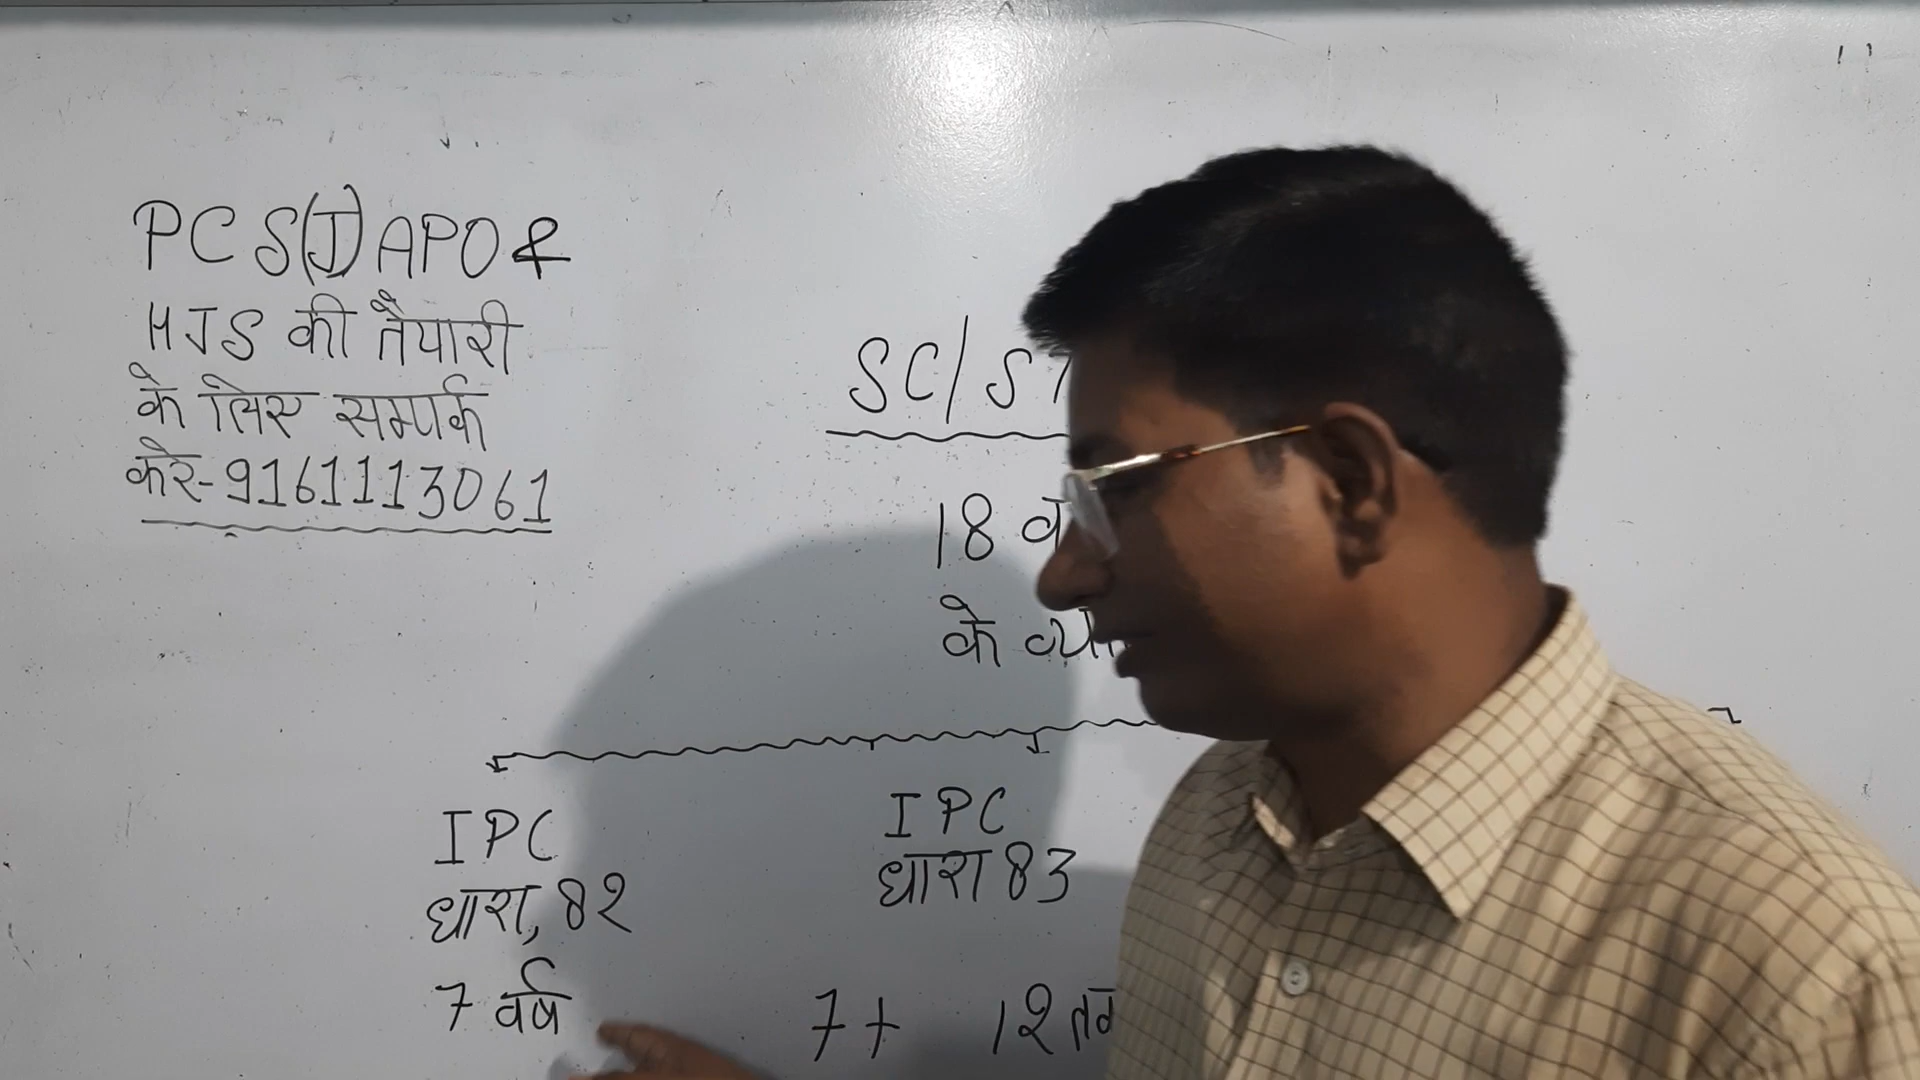 PCS(J) APO &
HJS की तैयारी
के लिए सम्पर्क
करे-9161113061
SC/ST
18
के
IPC
धारा, 82
7 वर्ष
IPC
धारा 83
7+ 12